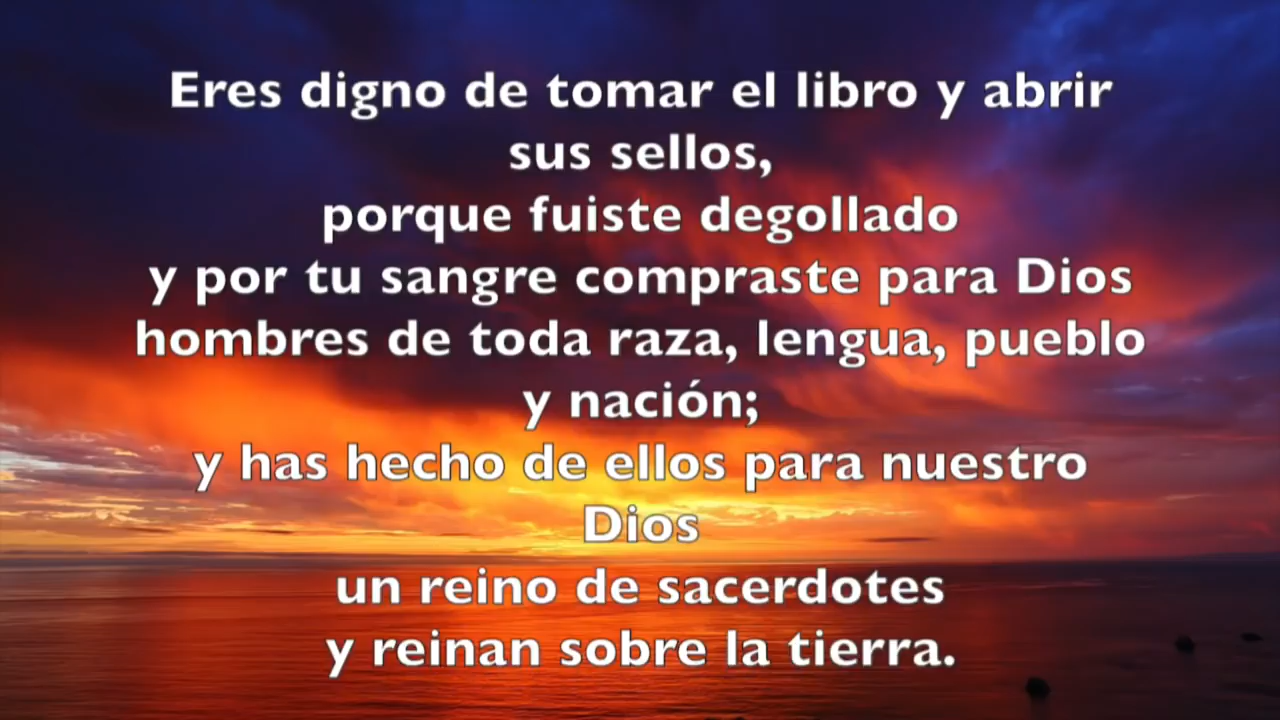 Eres digno de tomar el libro y abrir
sus sellos,
porque fuiste degollado
y por tu sangre compraste para Dios
hombres de toda raza, lengua, pueblo
y nación;
y has hecho de ellos para nuestro
Dios
un reino de sacerdotes
y reinan sobre la tierra.